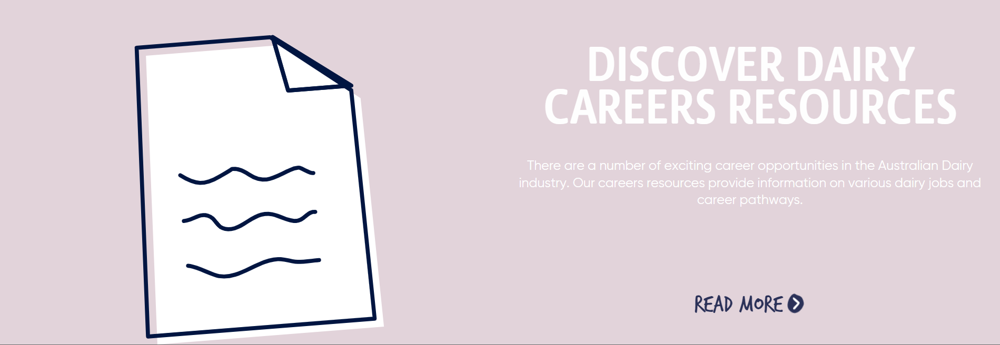 DISCOVER DAIRY
CAREERS RESOURCES
There are a number of exciting career opportunities in the Australian Dairy
industry. Our careers resources provide information on various dairy jobs and
career pathways.
READ MORE